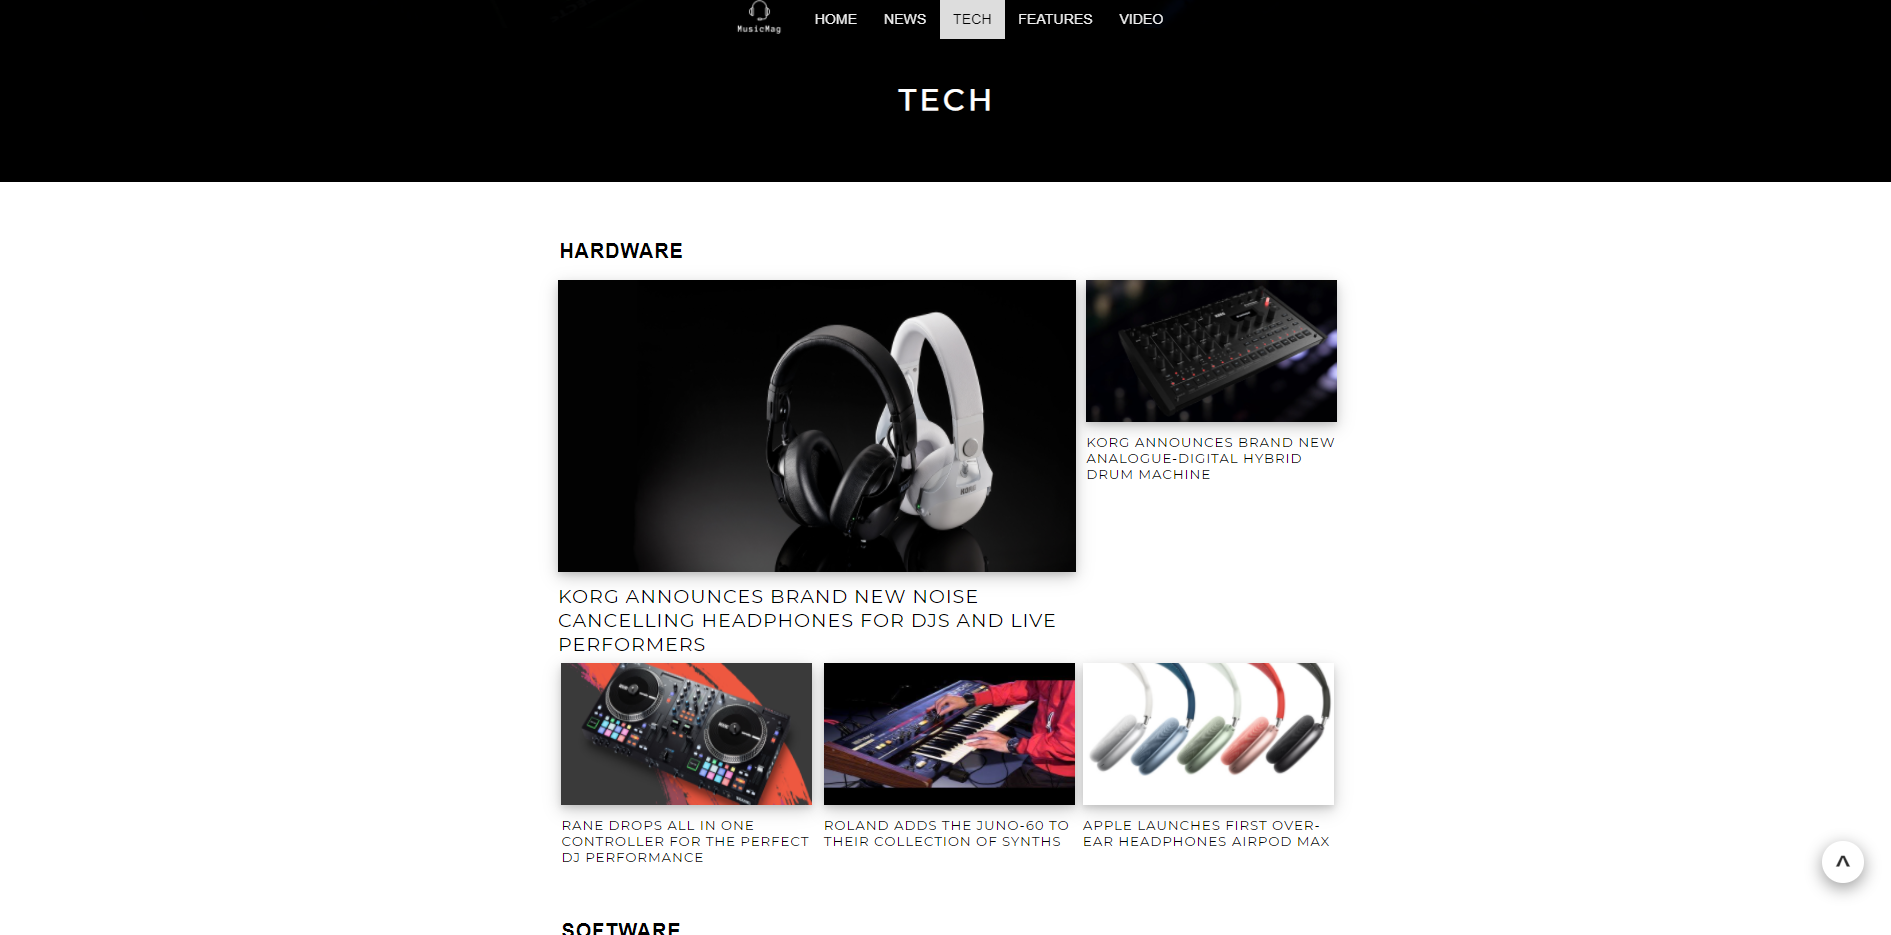 MusicMag
HOME
NEWS
TECH
FEATURES
VIDEO
TECH
HARDWARE
KORG
KORG ANNOUNCES BRAND NEW
ANALOGUE-DIGITAL HYBRID
DRUM MACHINE
KORG ANNOUNCES BRAND NEW NOISE
CANCELLING HEADPHONES FOR DJS AND LIVE
PERFORMERS
RANE DROPS ALL IN ONE
CONTROLLER FOR THE PERFECT
DJ PERFORMANCE
ROLAND ADDS THE JUNO-60 TO
THEIR COLLECTION OF SYNTHS
APPLE LAUNCHES FIRST OVER-
EAR HEADPHONES AIRPOD MAX
SOFTWARE